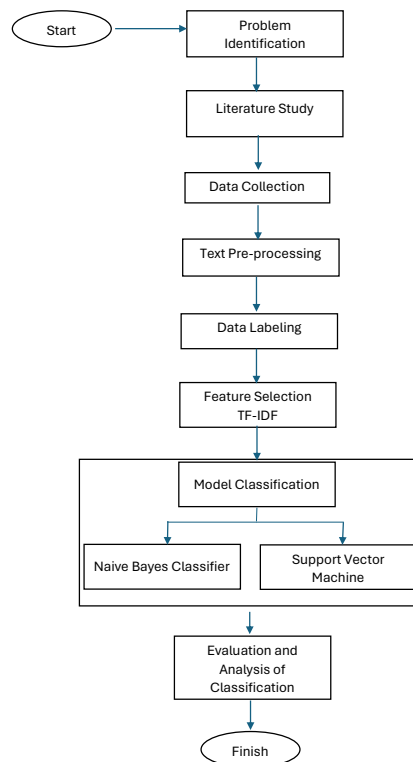 Start
Problem
Identification
Literature Study
Data Collection
Text Pre-processing
Data Labeling
Feature Selection
TF-IDF
Model Classification
Naive Bayes Classifier
Support Vector
Machine
Evaluation and
Analysis of
Classification
Finish